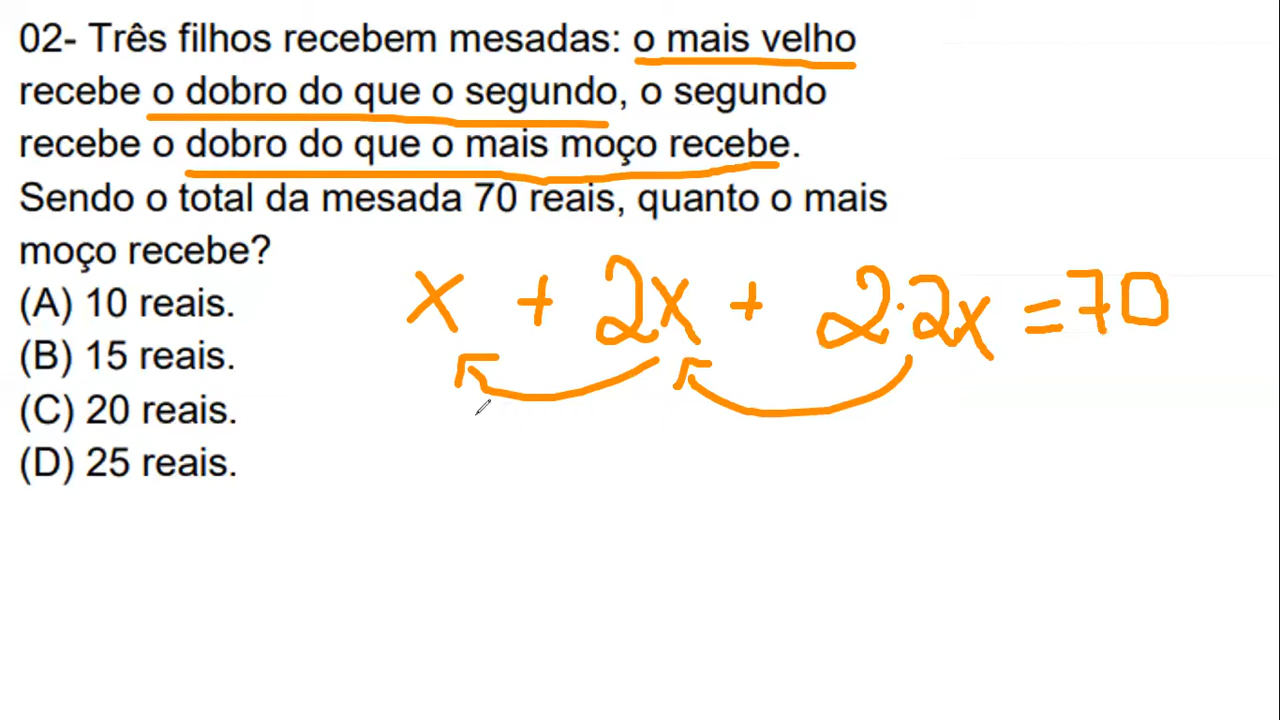 02- Três filhos recebem mesadas: o mais velho
recebe o dobro do que o segundo, o segundo
recebe o dobro do que o mais moço recebe.
Sendo o total da mesada 70 reais, quanto o mais
moço recebe?
x + 2x + 2·2x = 70
(A) 10 reais.
(B) 15 reais.
(C) 20 reais.
(D) 25 reais.